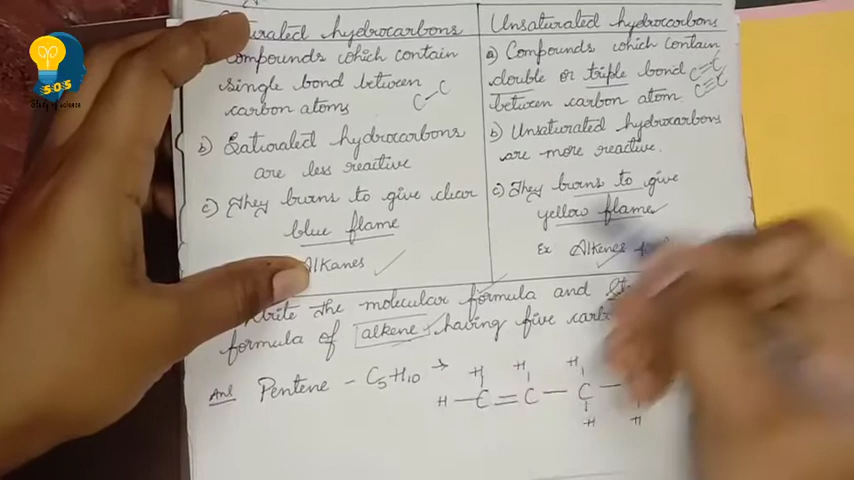 S.O.S
Study of science
Saturated hydrocarbons
compounds which contain
single bond between
carbon atoms
C - C
b) Saturated hydrocarbons
are less reactive
c) They burns to give clear
blue flame
Alkanes
Unsaturated hydrocarbons
a) Compounds which contain
double or triple bond
C=C
C≡C
between carbon atom
b) Unsaturated hydrocarbons
are more reactive.
c) They burns to give
yellow flame
Ex Alkenes
Write the molecular formula and
formula of alkene having five
Ans Pentene - C5H10 →
H H H
H - C = C - C -
H H